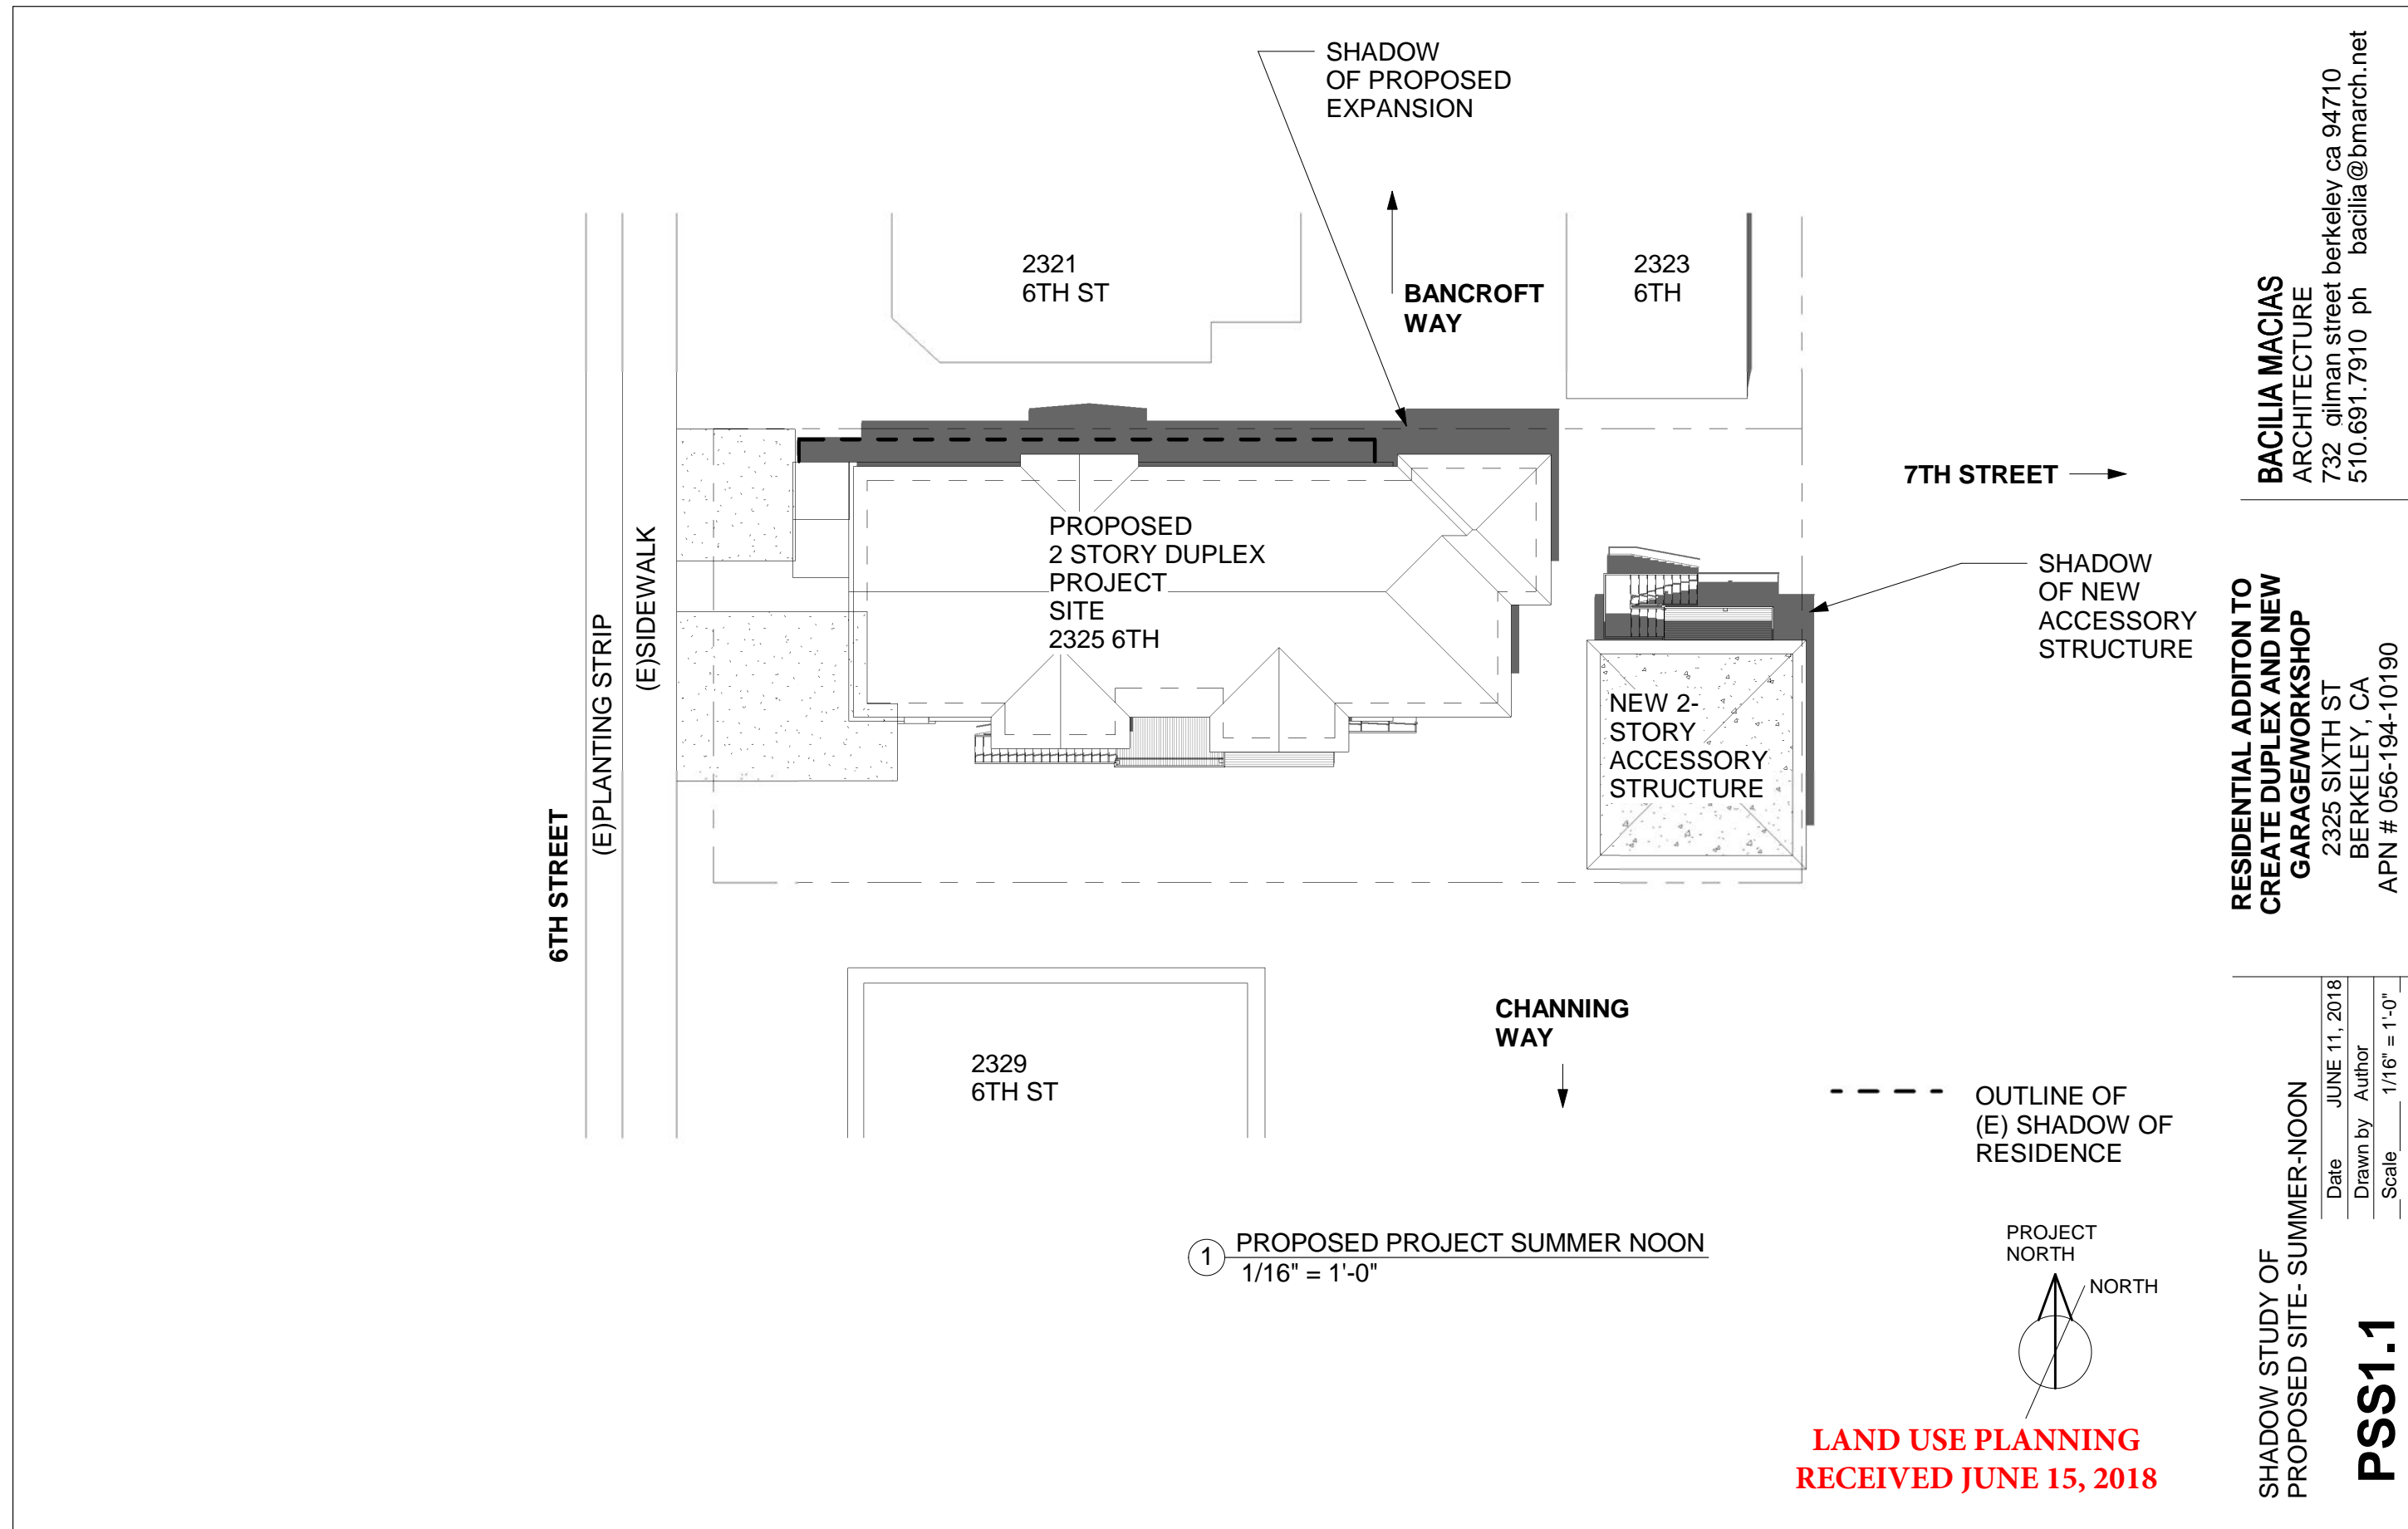 SHADOW
OF PROPOSED
EXPANSION
2321
6TH ST
BANCROFT
WAY
2323
6TH
7TH STREET
PROPOSED
2 STORY DUPLEX
PROJECT
SITE
2325 6TH
SHADOW
OF NEW
ACCESSORY
STRUCTURE
NEW 2-
STORY
ACCESSORY
STRUCTURE
6TH STREET
(E)PLANTING STRIP
(E)SIDEWALK
2329
6TH ST
CHANNING
WAY
OUTLINE OF
(E) SHADOW OF
RESIDENCE
1
PROPOSED PROJECT SUMMER NOON
1/16" = 1'-0"
PROJECT
NORTH
NORTH
LAND USE PLANNING
RECEIVED JUNE 15, 2018
BACILIA MACIAS
ARCHITECTURE
732 gilman street berkeley ca 94710
510.691.7910 ph bacilia@bmarch.net
RESIDENTIAL ADDITON TO
CREATE DUPLEX AND NEW
GARAGE/WORKSHOP
2325 SIXTH ST
BERKELEY, CA
APN # 056-194-10190
SHADOW STUDY OF
PROPOSED SITE- SUMMER-NOON
Date JUNE 11, 2018
Drawn by Author
Scale 1/16" = 1'-0"
PSS1.1